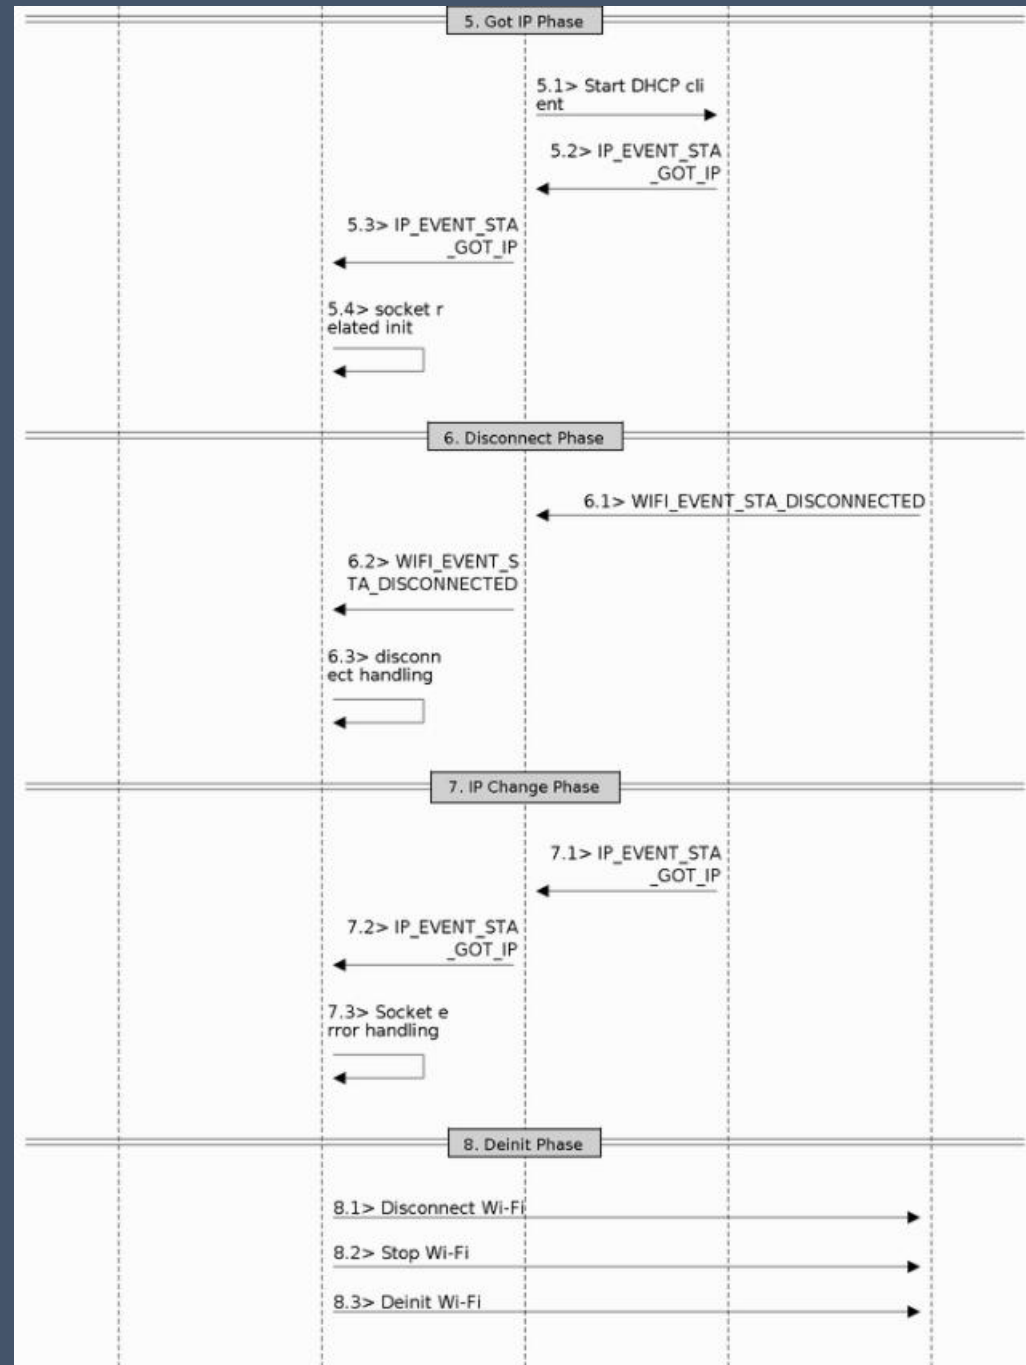 5. Got IP Phase
5.1> Start DHCP cli
ent
5.2> IP_EVENT_STA
_GOT_IP
5.3> IP_EVENT_STA
_GOT_IP
5.4> socket r
elated init
6. Disconnect Phase
6.1> WIFI_EVENT_STA_DISCONNECTED
6.2> WIFI_EVENT_S
TA_DISCONNECTED
6.3> disconn
ect handling
7. IP Change Phase
7.1> IP_EVENT_STA
_GOT_IP
7.2> IP_EVENT_STA
_GOT_IP
7.3> Socket e
rror handling
8. Deinit Phase
8.1> Disconnect Wi-Fi
8.2> Stop Wi-Fi
8.3> Deinit Wi-Fi